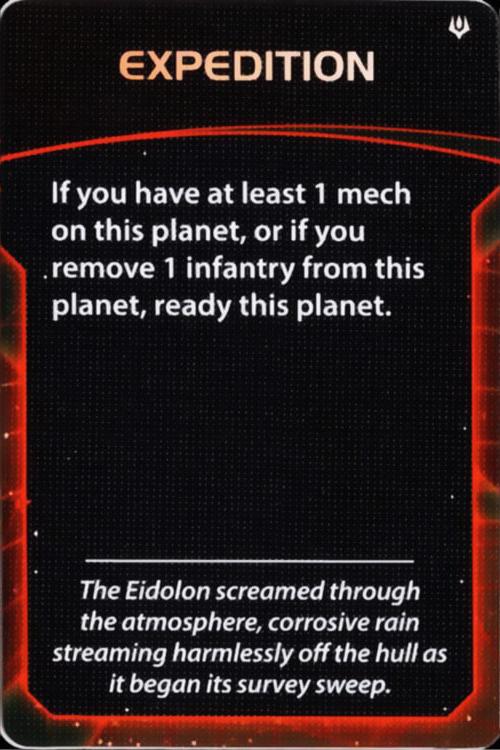 EXPEDITION
If you have at least 1 mech
on this planet, or if you
remove 1 infantry from this
planet, ready this planet.
The Eidolon screamed through
the atmosphere, corrosive rain
streaming harmlessly off the hull as
it began its survey sweep.